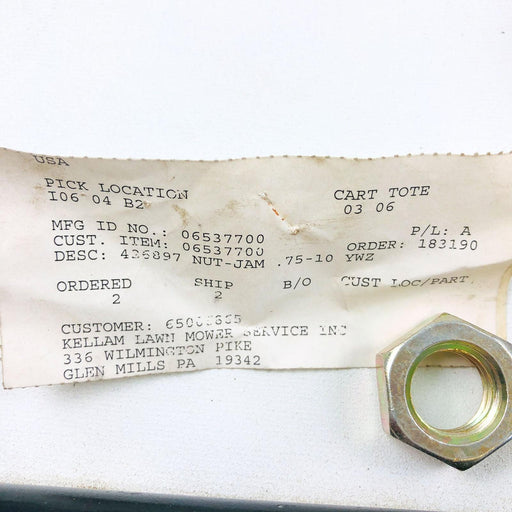 USA
PICK LOCATION CART TOTE
I06 04 B2 03 06
MFG ID NO.: 06537700 P/L: A
CUST. ITEM: 06537700 ORDER: 183190
DESC: 436897 NUT-JAM .75-10 YWZ
ORDERED SHIP B/O CUST LOC/PART
2 2
CUSTOMER:
KELLAM LAWN MOWER SERVICE INC
336 WILMINGTON PIKE
GLEN MILLS PA 19342